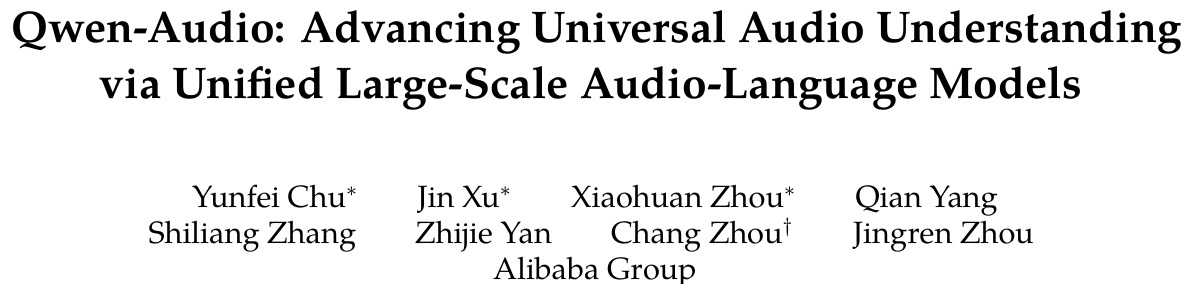 Qwen-Audio: Advancing Universal Audio Understanding
via Unified Large-Scale Audio-Language Models
Yunfei Chu* Jin Xu* Xiaohuan Zhou* Qian Yang
Shiliang Zhang Zhijie Yan Chang Zhou† Jingren Zhou
Alibaba Group